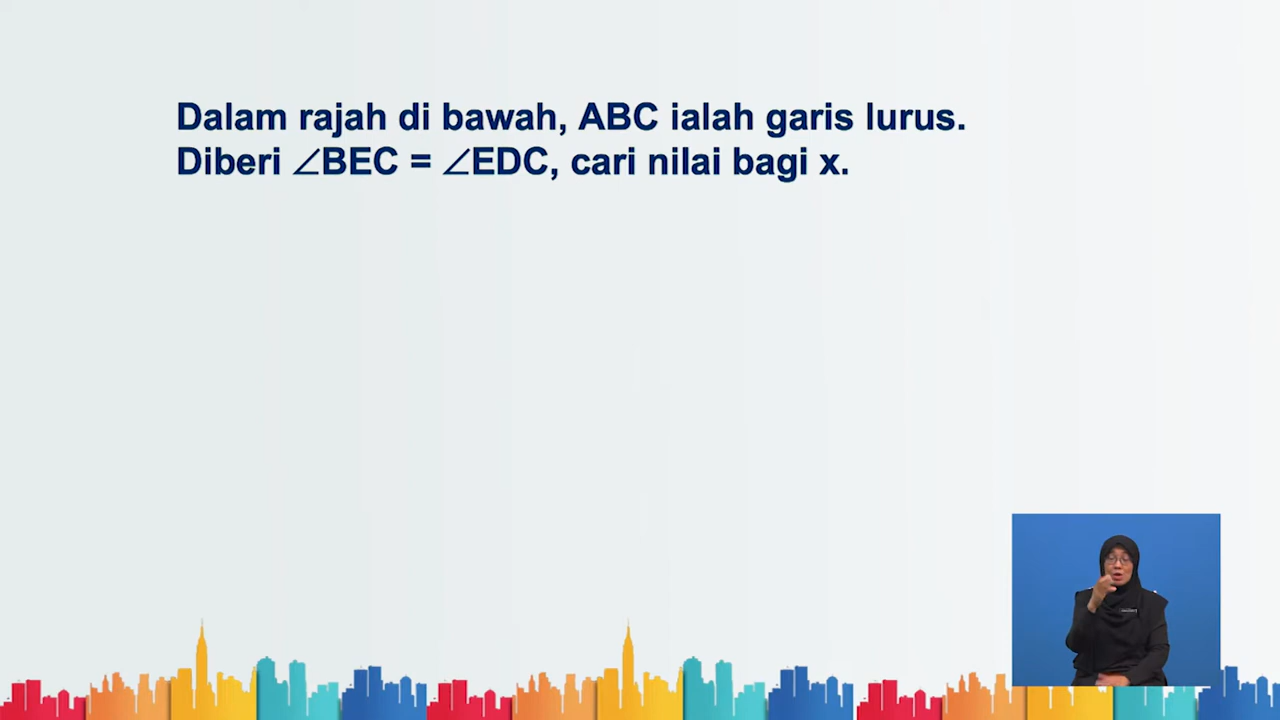 Dalam rajah di bawah, ABC ialah garis lurus.
Diberi ∠BEC = ∠EDC, cari nilai bagi x.